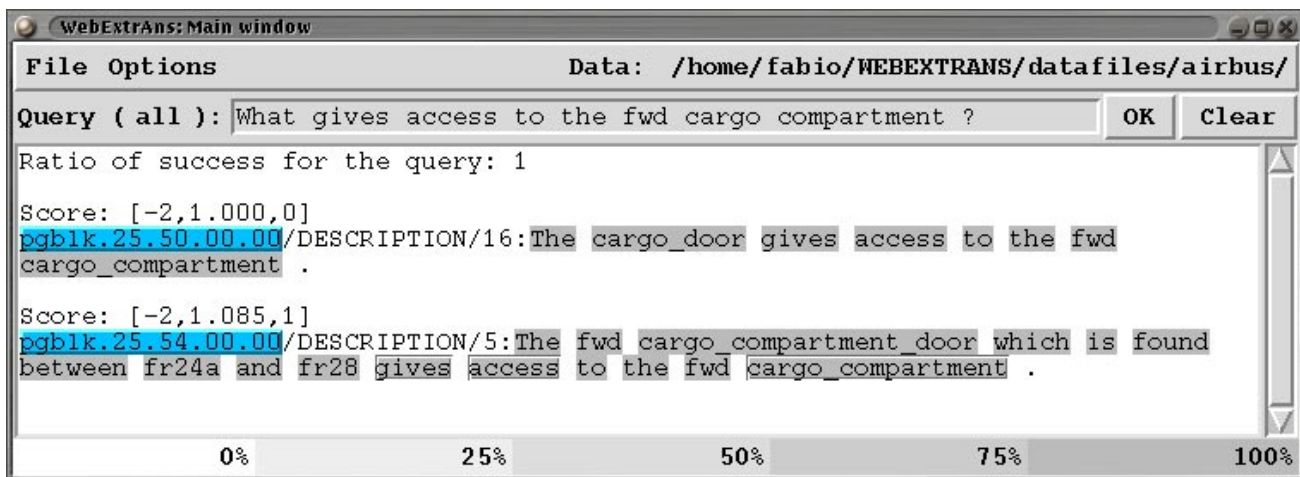 WebExtrAns: Main window
File Options Data: /home/fabio/WEBEXTRANS/datafiles/airbus/
Query ( all ): What gives access to the fwd cargo compartment ? OK Clear
Ratio of success for the query: 1
Score: [-2,1.000,0]
pgblk.25.50.00.00/DESCRIPTION/16:The cargo_door gives access to the fwd
cargo_compartment .
Score: [-2,1.085,1]
pgblk.25.54.00.00/DESCRIPTION/5:The fwd cargo_compartment_door which is found
between fr24a and fr28 gives access to the fwd cargo_compartment .
0% 25% 50% 75% 100%